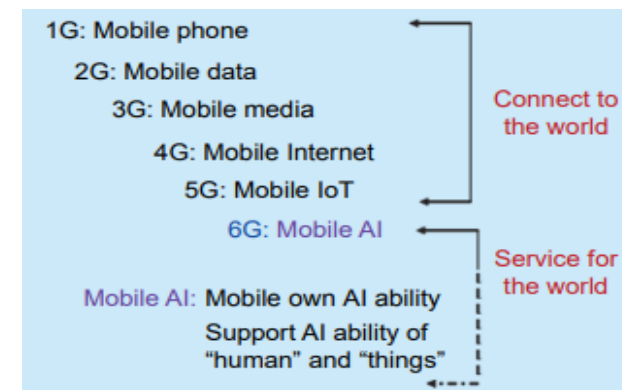 1G: Mobile phone
2G: Mobile data
3G: Mobile media
4G: Mobile Internet
5G: Mobile IoT
Connect to
the world
6G: Mobile AI
Mobile AI: Mobile own AI ability
Support AI ability of
“human” and “things”
Service for
the world